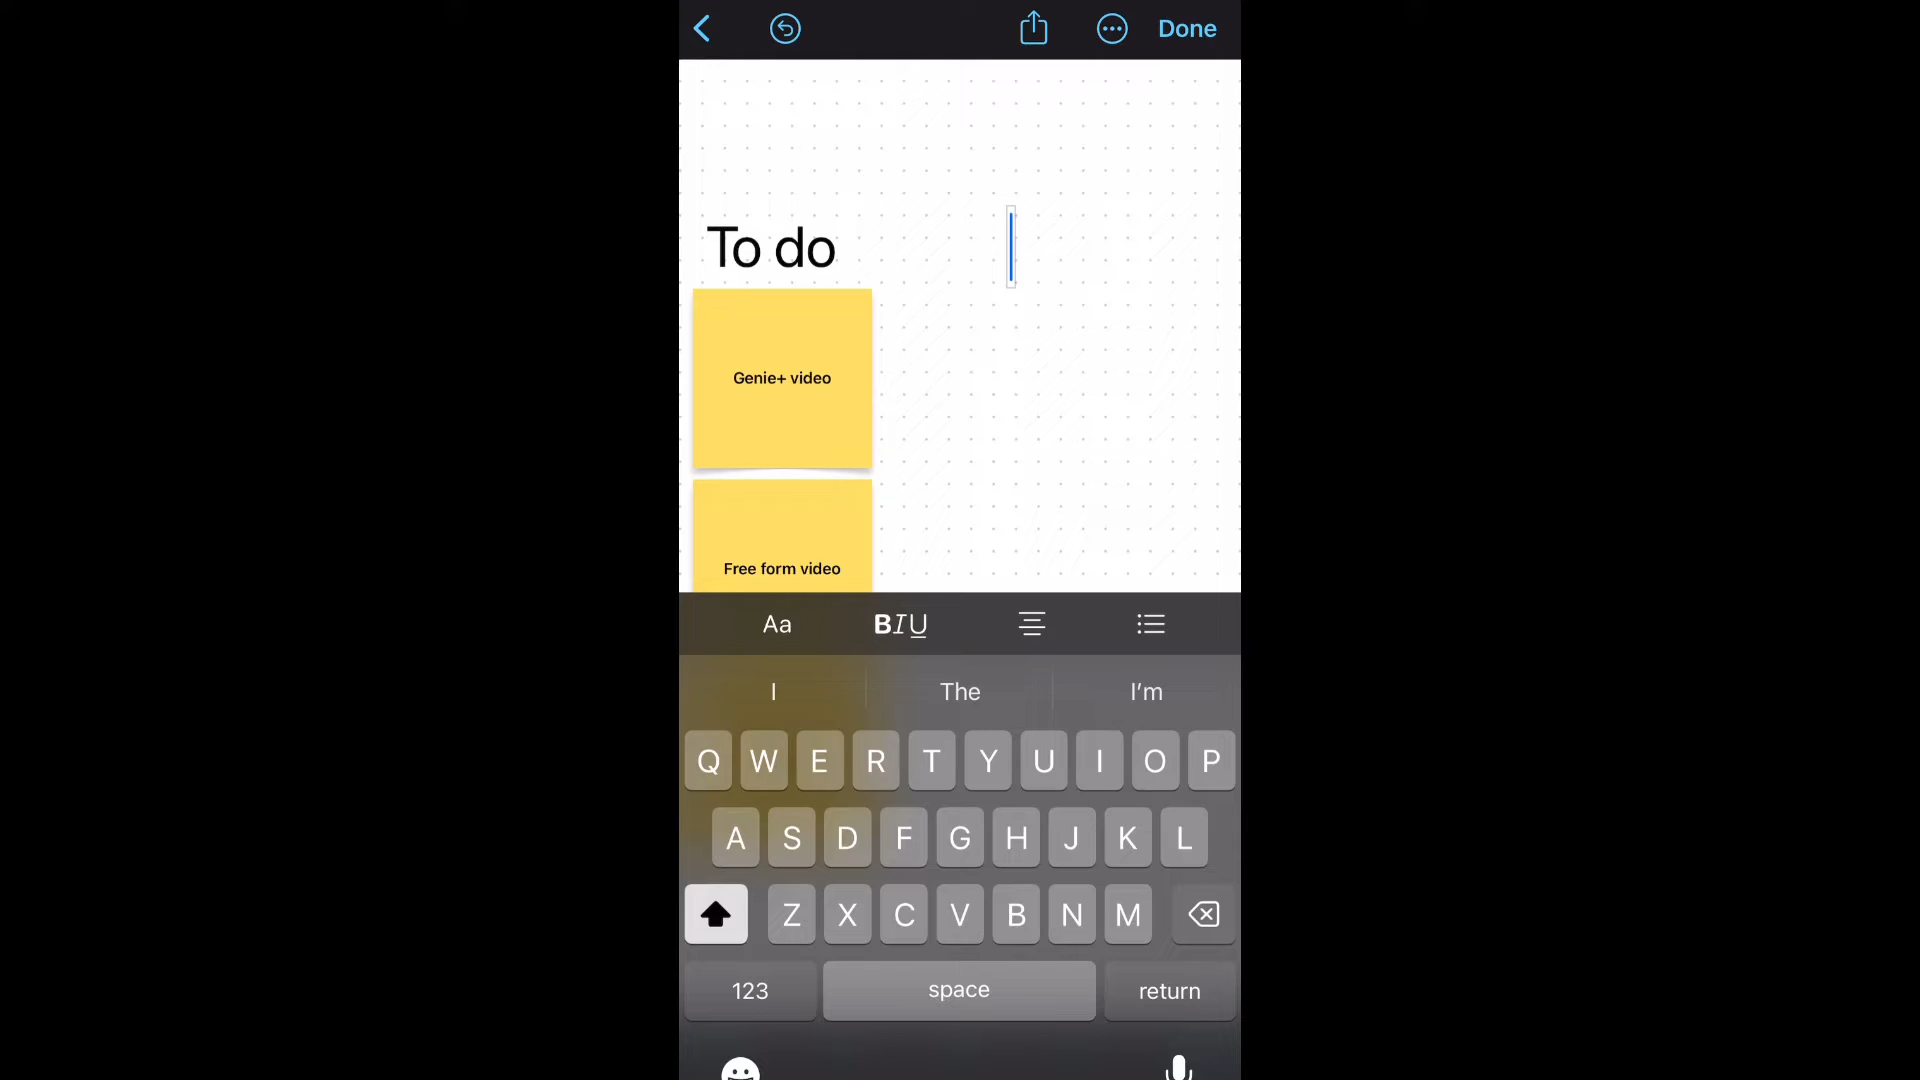 Done
To do
Genie+ video
Free form video
Aa BIU
I The I'm
Q W E R T Y U I O P
A S D F G H J K L
Z X C V B N M
123 space return